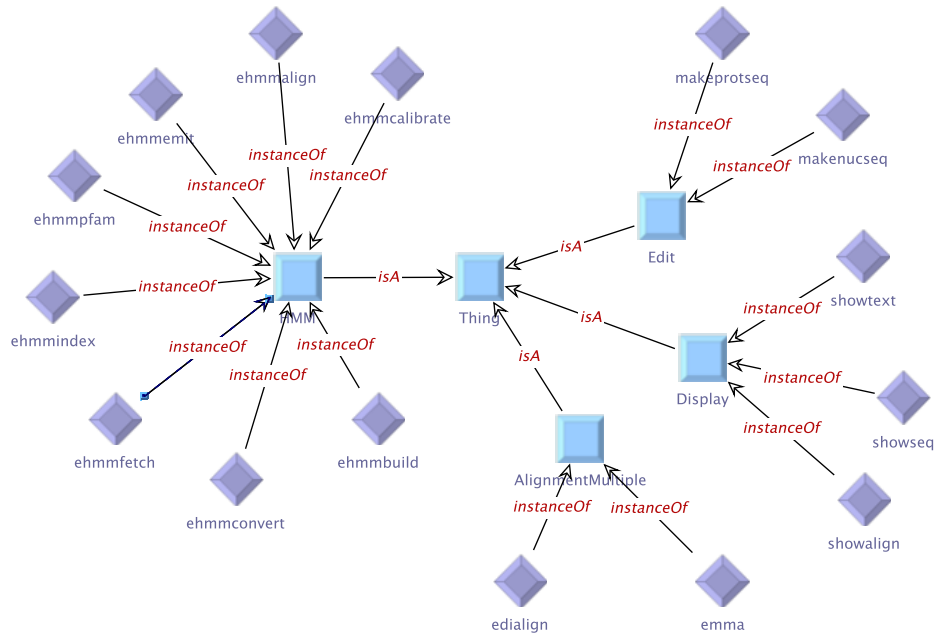 ehmmalign
makeprotseq
ehmmcalibrate
instanceOf
ehmmemit
instanceOf
makenucseq
instanceOf
instanceOf
instanceOf
instanceOf
ehmmpfam
instanceOf
isA
Edit
isA
Thing
instanceOf
showtext
instanceOf
HMM
isA
ehmmindex
instanceOf
instanceOf
isA
instanceOf
instanceOf
Display
instanceOf
showseq
ehmmfetch
ehmmbuild
AlignmentMultiple
instanceOf
instanceOf
ehmmconvert
showalign
edialign
emma